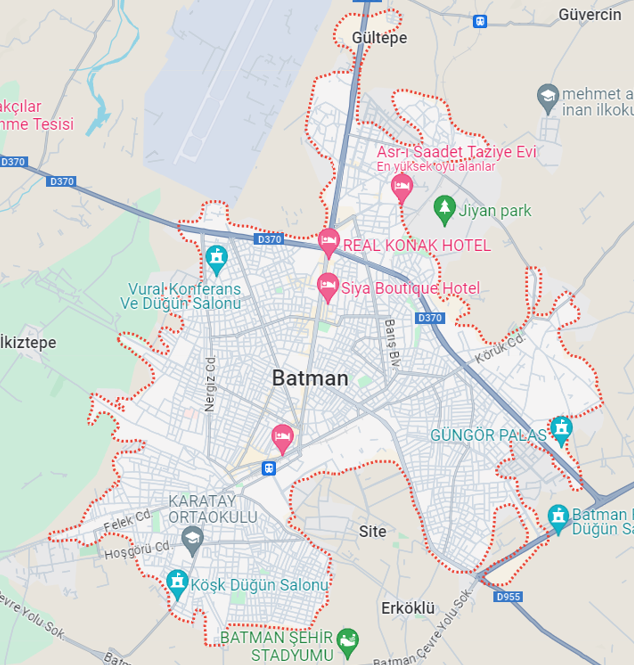 Güvercin
Gültepe
mehmet a
inan ilkoku
akçılar
nme Tesisi
Asr-ı Saadet Taziye Evi
En yüksek oyu alanlar
D370
D370
Jiyan park
D370
REAL KONAK HOTEL
Vural Konferans
Ve Düğün Salonu
Siya Boutique Hotel
D370
İkiztepe
Barış Blv.
Körük Cd.
Nergiz Cd.
Batman
GÜNGÖR PALAS
KARATAY
ORTAOKULU
Felek Cd.
Site
Batman
Düğün Sa
Hoşgörü Cd.
Köşk Düğün Salonu
D955
Çevre Yolu Sok.
Erköklü
BATMAN ŞEHİR
STADYUMU
Batman Çevre Yolu Sok.
Batm